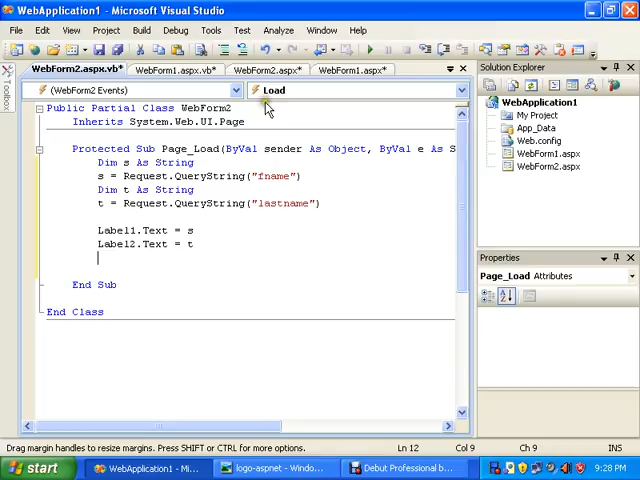 WebApplication1 - Microsoft Visual Studio
File Edit View Project Build Debug Data Tools Test Analyze Window Help
WebForm2.aspx.vb* WebForm1.aspx.vb* WebForm2.aspx* WebForm1.aspx*
(WebForm2 Events) Load
Toolbox
Public Partial Class WebForm2
Inherits System.Web.UI.Page
Protected Sub Page_Load(ByVal sender As Object, ByVal e As S
Dim s As String
s = Request.QueryString("fname")
Dim t As String
t = Request.QueryString("lastname")
Label1.Text = s
Label2.Text = t
End Sub
End Class
Solution Explorer
WebApplication1
My Project
App_Data
Web.config
WebForm1.aspx
WebForm2.aspx
Properties
Page_Load Attributes
Drag margin handles to resize margins. Press SHIFT or CTRL for more options.
Ln 12 Col 9 Ch 9 INS
start WebApplication1 - Mi... logo-aspnet - Window... Debut Professional b... 9:28 PM